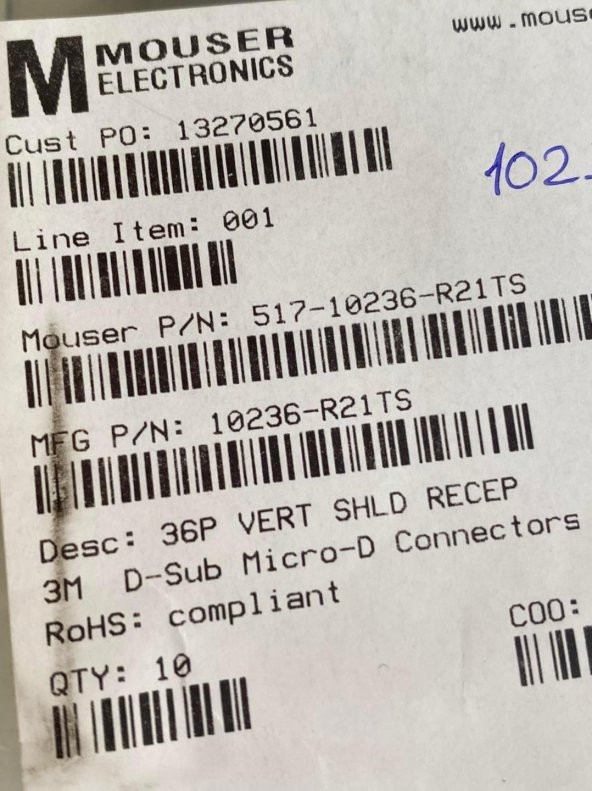 MOUSER
ELECTRONICS
www.mous
Cust PO: 13270561
102
Line Item: 001
Mouser P/N: 517-10236-R21TS
MFG P/N: 10236-R21TS
Desc: 36P VERT SHLD RECEP
3M D-Sub Micro-D Connectors
RoHS: compliant
COO:
QTY: 10